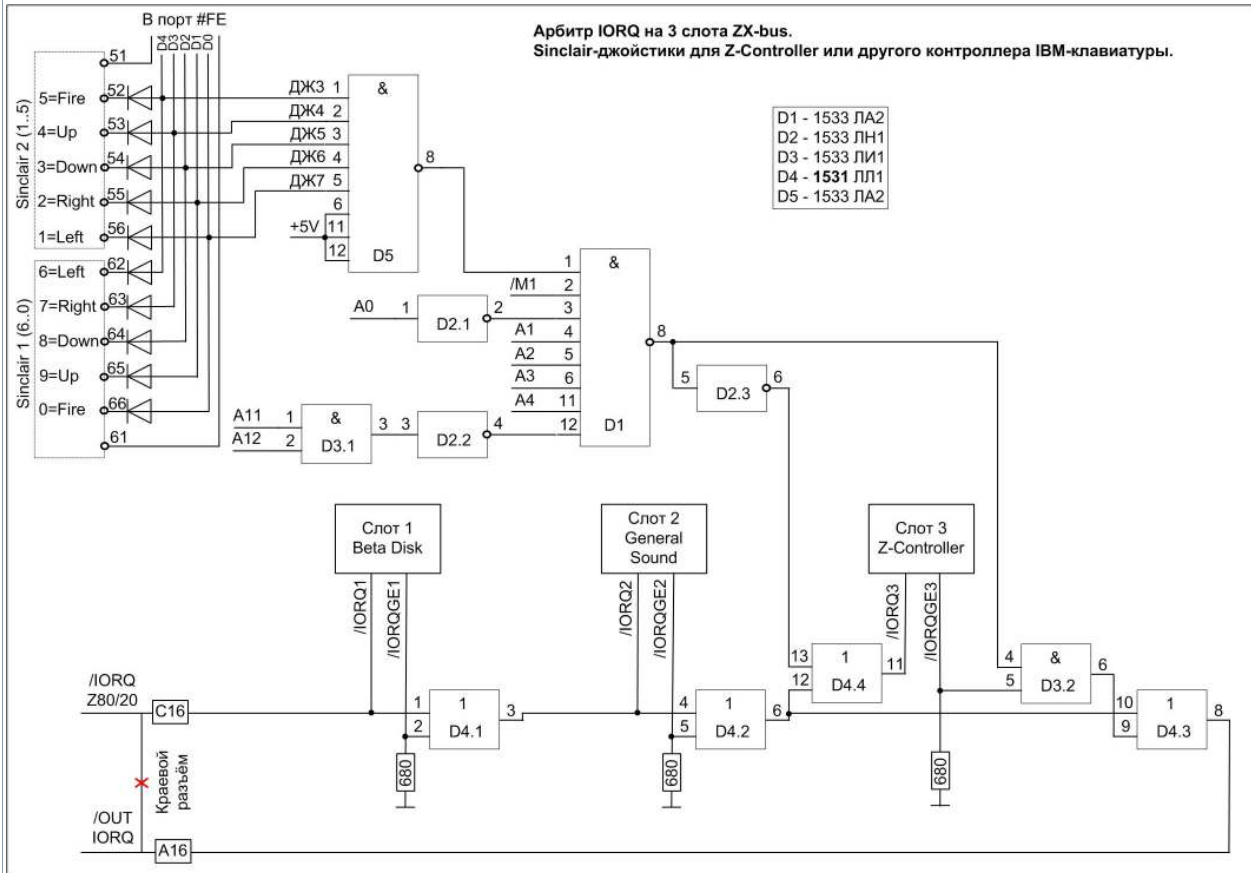 В порт #FE
Арбитр IORQ на 3 слота ZX-bus.
Sinclair-джойстики для Z-Controller или другого контроллера IBM-клавиатуры.
D4
D3
D2
D1
D0
51
Sinclair 2 (1..5)
5=Fire
52
4=Up
53
3=Down
54
2=Right
55
1=Left
56
Sinclair 1 (6..0)
6=Left
62
7=Right
63
8=Down
64
9=Up
65
0=Fire
66
61
ДЖ3 1
ДЖ4 2
ДЖ5 3
ДЖ6 4
ДЖ7 5
6
+5V 11
12
&
D5
8
D1 - 1533 ЛА2
D2 - 1533 ЛН1
D3 - 1533 ЛИ1
D4 - 1531 ЛЛ1
D5 - 1533 ЛА2
1
/M1 2
A0 1
D2.1
2
3
A1 4
A2 5
A3 6
A4 11
12
&
D1
8
A11 1
A12 2
&
D3.1
3
3
D2.2
4
5
D2.3
6
Слот 1
Beta Disk
Слот 2
General
Sound
Слот 3
Z-Controller
/IORQ1
/IORQGE1
/IORQ2
/IORQGE2
/IORQ3
/IORQGE3
13
12
1
D4.4
11
4
5
&
D3.2
6
/IORQ
Z80/20
C16
1
2
1
D4.1
3
4
5
1
D4.2
6
10
9
1
D4.3
8
680
680
680
Краевой
разъём
/OUT
IORQ
A16